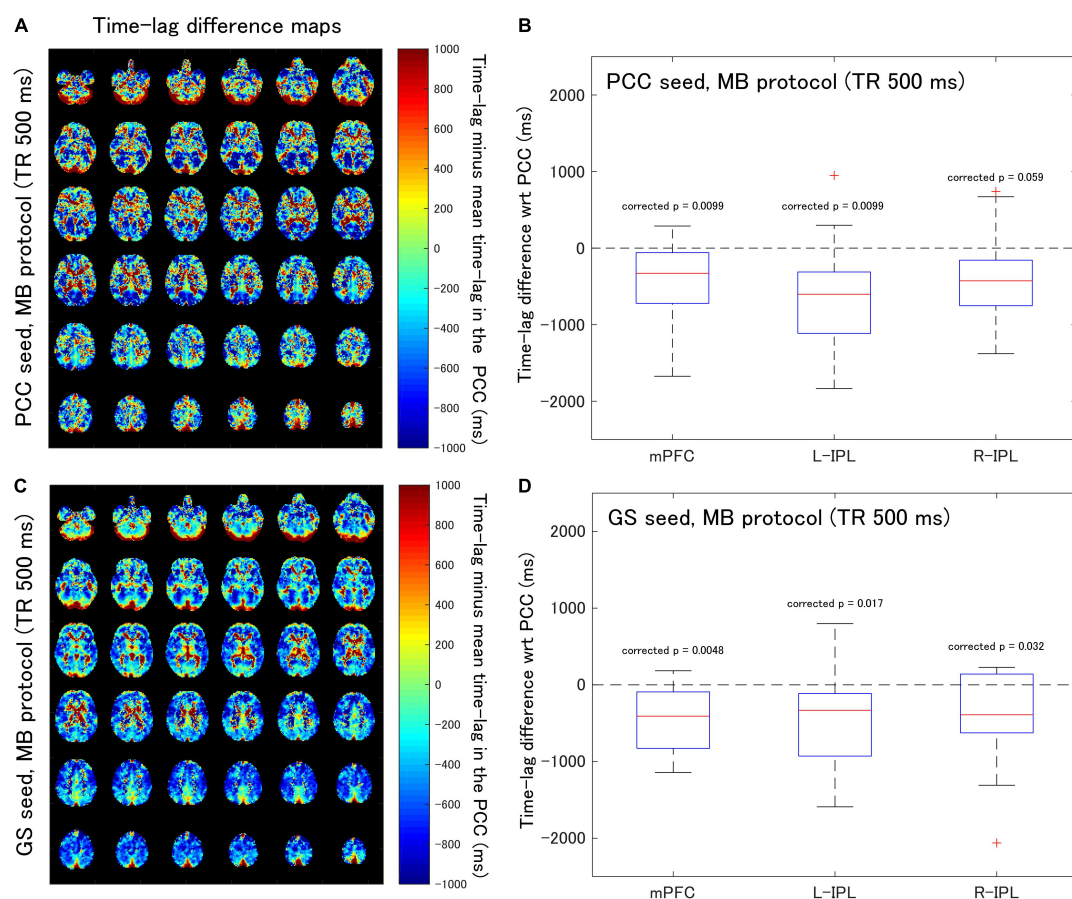 A
Time-lag difference maps
PCC seed, MB protocol (TR 500 ms)
1000
800
600
400
200
0
-200
-400
-600
-800
-1000
Time-lag minus mean time-lag in the PCC (ms)
B
PCC seed, MB protocol (TR 500 ms)
Time-lag difference wrt PCC (ms)
2000
1000
0
-1000
-2000
corrected p = 0.0099
corrected p = 0.0099
corrected p = 0.059
mPFC
L-IPL
R-IPL
C
GS seed, MB protocol (TR 500 ms)
1000
800
600
400
200
0
-200
-400
-600
-800
-1000
Time-lag minus mean time-lag in the PCC (ms)
D
GS seed, MB protocol (TR 500 ms)
Time-lag difference wrt PCC (ms)
2000
1000
0
-1000
-2000
corrected p = 0.0048
corrected p = 0.017
corrected p = 0.032
mPFC
L-IPL
R-IPL